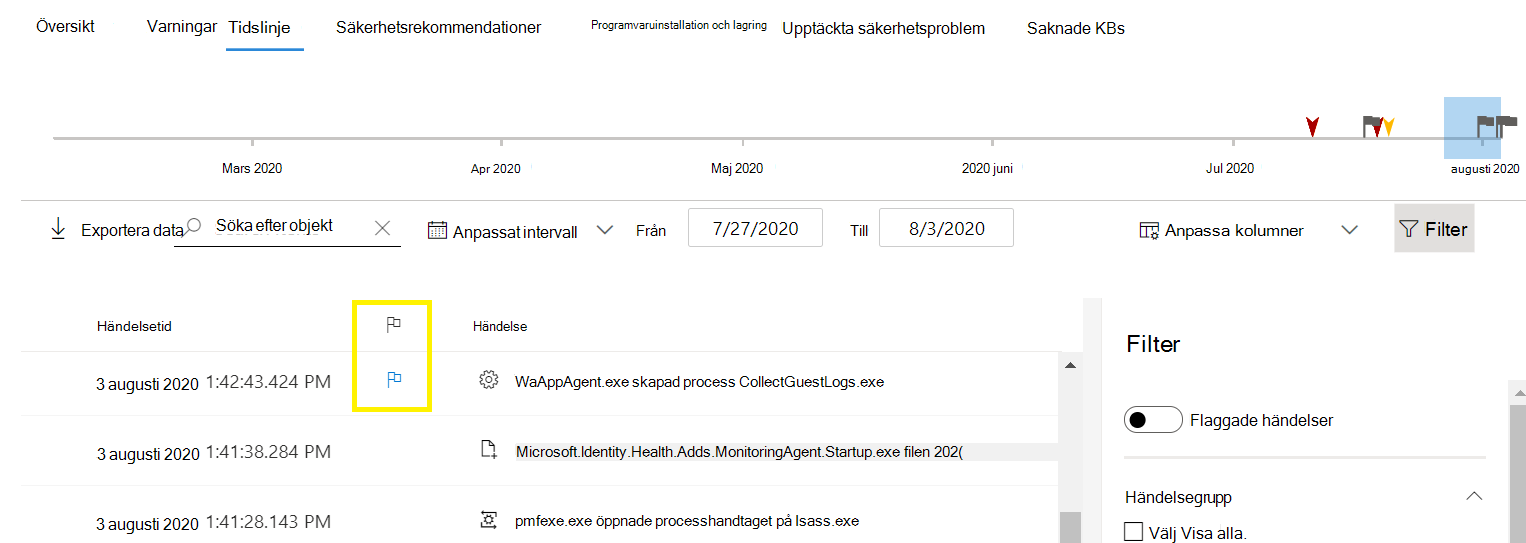 Översikt Varningar Tidslinje Säkerhetsrekommendationer Programvaruinstallation och lagring Upptäckta säkerhetsproblem Saknade KBs
Mars 2020 Apr 2020 Maj 2020 2020 juni Jul 2020 augusti 2020
Exportera data Söka efter objekt Anpassat intervall Från 7/27/2020 Till 8/3/2020 Anpassa kolumner Filter
Händelsetid Händelse
3 augusti 2020 1:42:43.424 PM WaAppAgent.exe skapad process CollectGuestLogs.exe
3 augusti 2020 1:41:38.284 PM Microsoft.Identity.Health.Adds.MonitoringAgent.Startup.exe filen 202(
3 augusti 2020 1:41:28.143 PM pmfexe.exe öppnade processhandtaget på lsass.exe
Filter
Flaggade händelser
Händelsegrupp
Välj Visa alla.